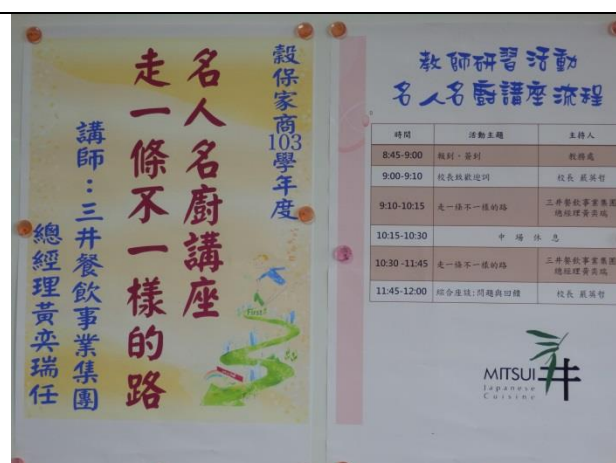 穀保家商103學年度
名人名廚講座
走一條不一樣的路
講師：三井餐飲事業集團
總經理黃奕瑞任
First
教師研習活動
名人名廚講座流程
時間 活動主題 主持人
8:45-9:00 報到、簽到 教務處
9:00-9:10 校長致歡迎詞 校長 嚴英哲
9:10-10:15 走一條不一樣的路 三井餐飲事業集團
總經理黃奕瑞
10:15-10:30 中場休息
10:30-11:45 走一條不一樣的路 三井餐飲事業集團
總經理黃奕瑞
11:45-12:00 綜合座談:問題與回饋 校長
MITSUI 井
Japanese
Cuisine